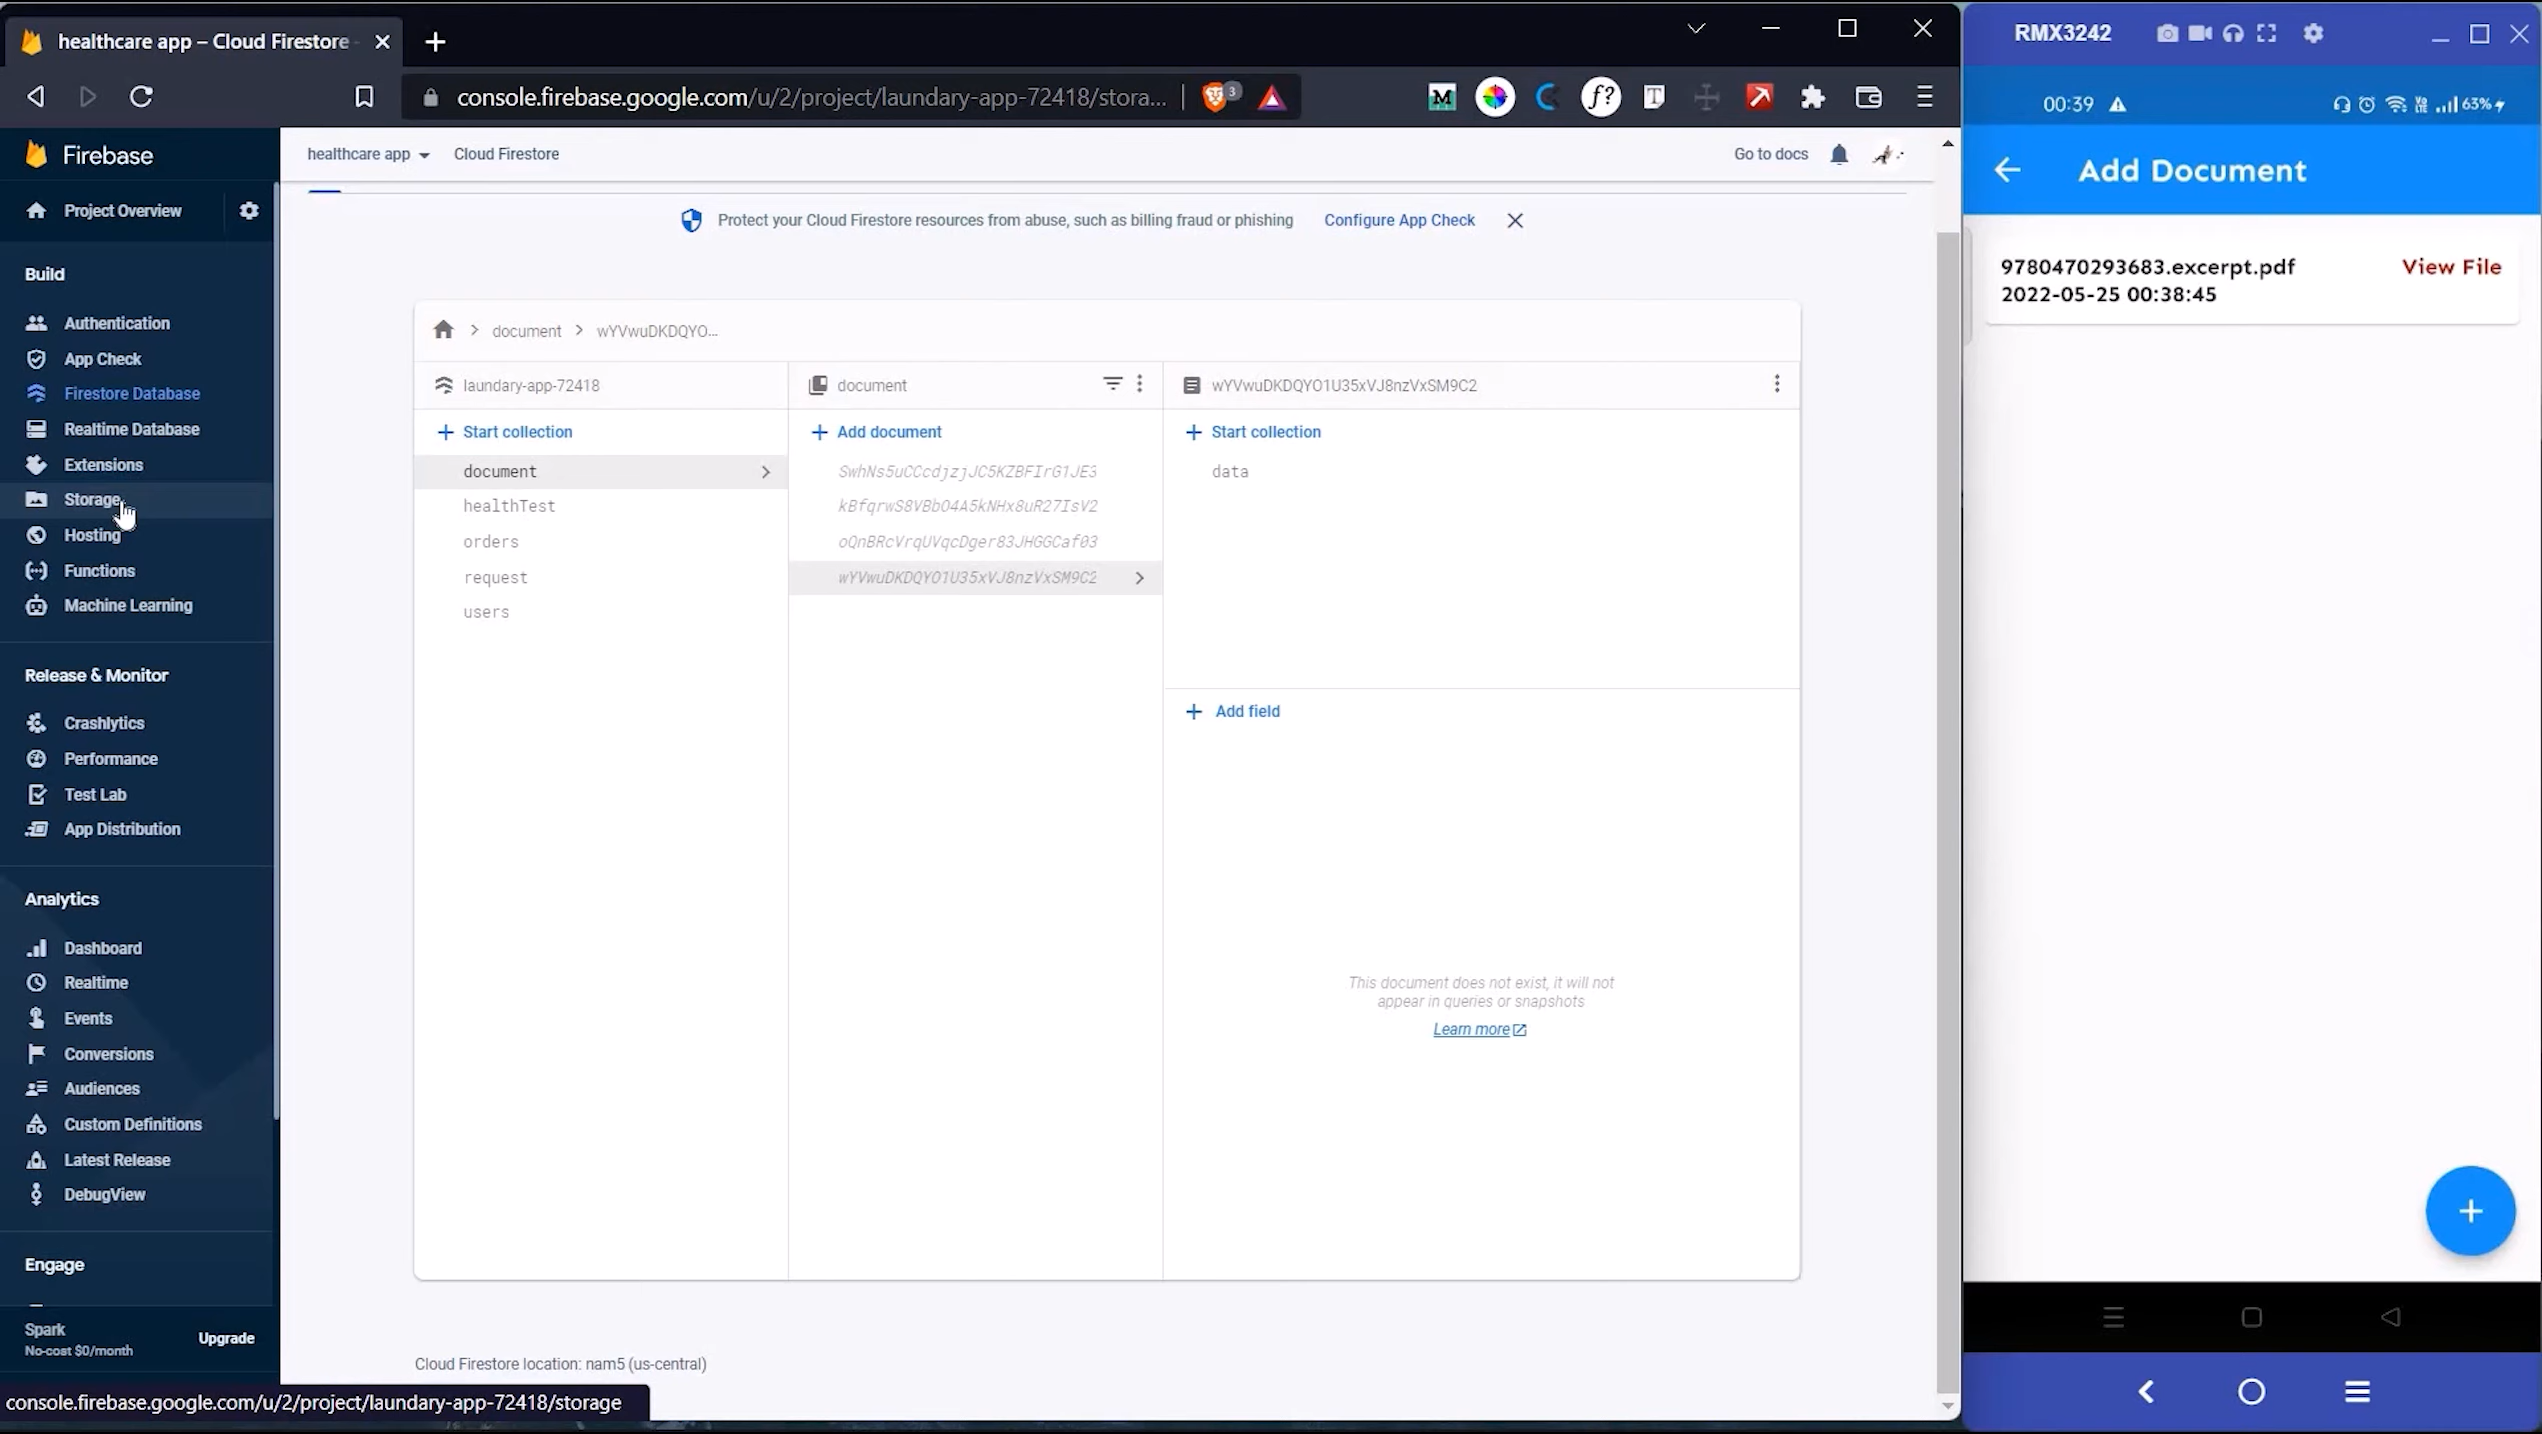 healthcare app – Cloud Firestore -
console.firebase.google.com/u/2/project/laundary-app-72418/stora...
3
M
f?
T
Firebase
Project Overview
Build
Authentication
App Check
Firestore Database
Realtime Database
Extensions
Storage
Hosting
Functions
Machine Learning
Release & Monitor
Crashlytics
Performance
Test Lab
App Distribution
Analytics
Dashboard
Realtime
Events
Conversions
Audiences
Custom Definitions
Latest Release
DebugView
Engage
Spark
No-cost $0/month
Upgrade
healthcare app
Cloud Firestore
Go to docs
Protect your Cloud Firestore resources from abuse, such as billing fraud or phishing
Configure App Check
document
wYVwuDKDQYO...
laundary-app-72418
Start collection
document
healthTest
orders
request
users
document
Add document
SwhNs5uCCcdjzjJC5KZBFIrG1JE3
kBfqrwS8VBbO4A5kNHx8uR27IsV2
oQnBRcVrqUVqcDger83JHGGCaf03
wYVwuDKDQYO1U35xVJ8nzVxSM9C2
wYVwuDKDQYO1U35xVJ8nzVxSM9C2
Start collection
data
Add field
This document does not exist, it will not
appear in queries or snapshots
Learn more
Cloud Firestore location: nam5 (us-central)
console.firebase.google.com/u/2/project/laundary-app-72418/storage
RMX3242
00:39
63%
Add Document
9780470293683.excerpt.pdf
View File
2022-05-25 00:38:45